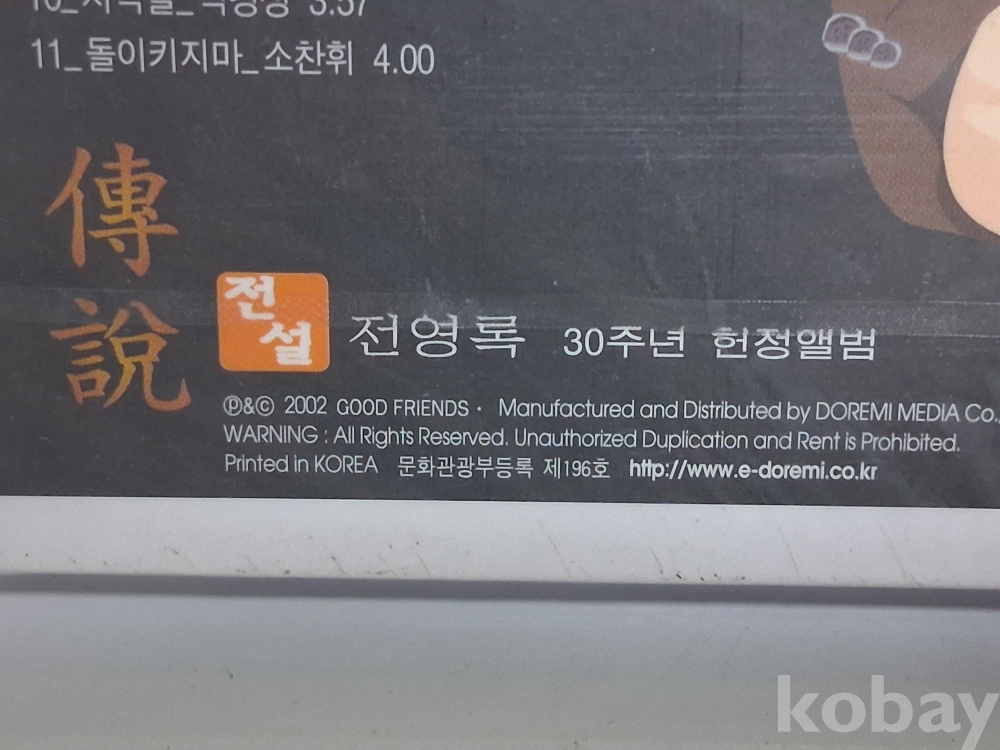 11_돌이키지마_소찬휘 4.00
傳說
전설
전영록 30주년 헌정앨범
ⓟ&ⓒ 2002 GOOD FRIENDS · Manufactured and Distributed by DOREMI MEDIA Co.,
WARNING : All Rights Reserved. Unauthorized Duplication and Rent is Prohibited.
Printed in KOREA 문화관광부등록 제196호 http://www.e-doremi.co.kr
kobay